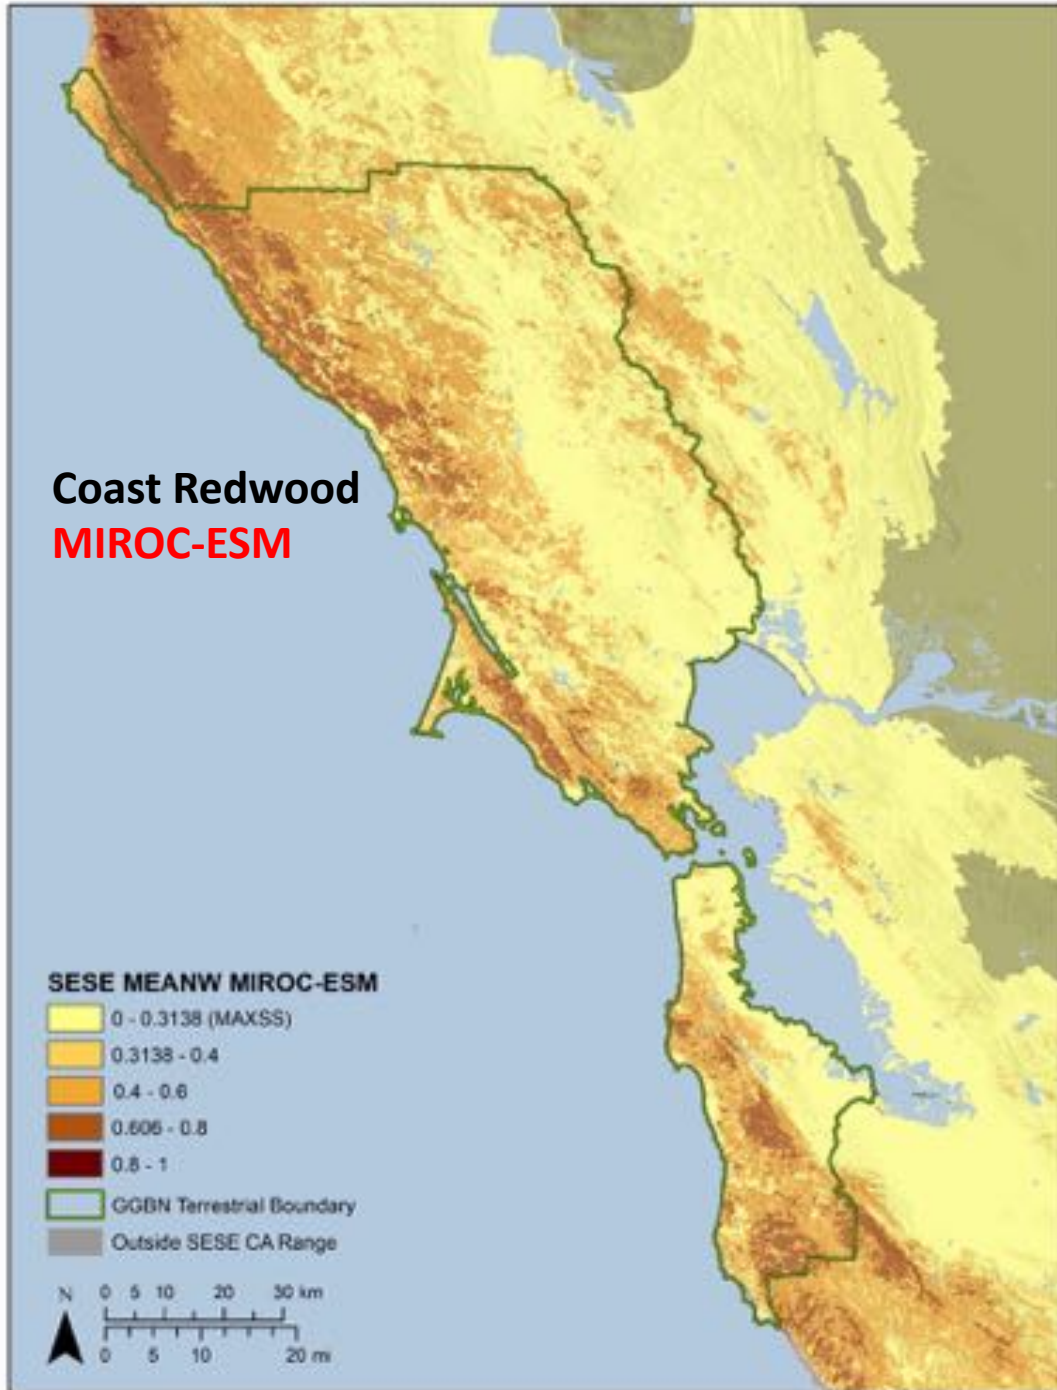 Coast Redwood
MIROC-ESM
SESE MEANW MIROC-ESM
0 - 0.3138 (MAXSS)
0.3138 - 0.4
0.4 - 0.6
0.606 - 0.8
0.8 - 1
GGBN Terrestrial Boundary
Outside SESE CA Range
N 0 5 10 20 30 km
0 5 10 20 mi